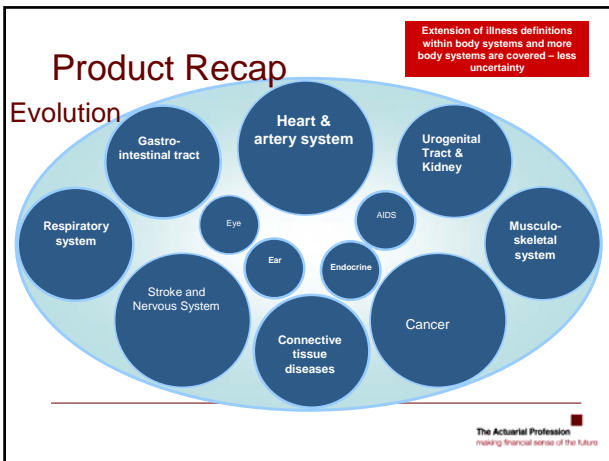 Extension of illness definitions
within body systems and more
body systems are covered – less
uncertainty
Product Recap
Evolution
Heart &
artery system
Gastro-
intestinal tract
Urogenital
Tract &
Kidney
Respiratory
system
Eye
AIDS
Musculo-
skeletal
system
Ear
Endocrine
Stroke and
Nervous System
Cancer
Connective
tissue
diseases
The Actuarial Profession
making financial sense of the future